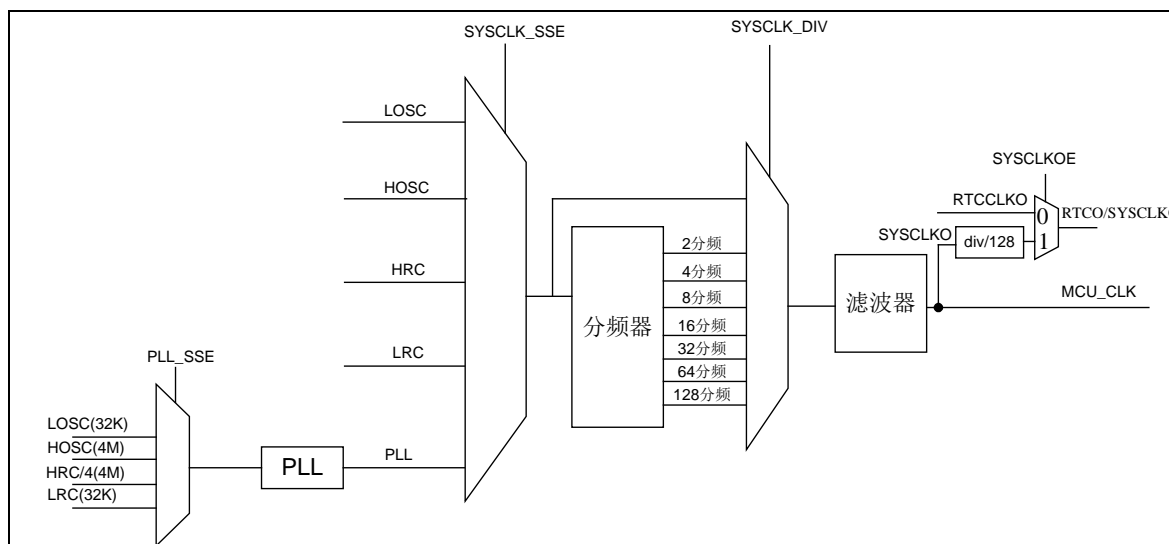 SYSCLK_SSE
SYSCLK_DIV
LOSC
HOSC
HRC
LRC
PLL
SYSCLKOE
RTCCLKO
0
1
RTCO/SYSCLKO
SYSCLKO
div/128
MCU_CLK
分频器
2分频
4分频
8分频
16分频
32分频
64分频
128分频
滤波器
PLL_SSE
LOSC(32K)
HOSC(4M)
HRC/4(4M)
LRC(32K)
PLL